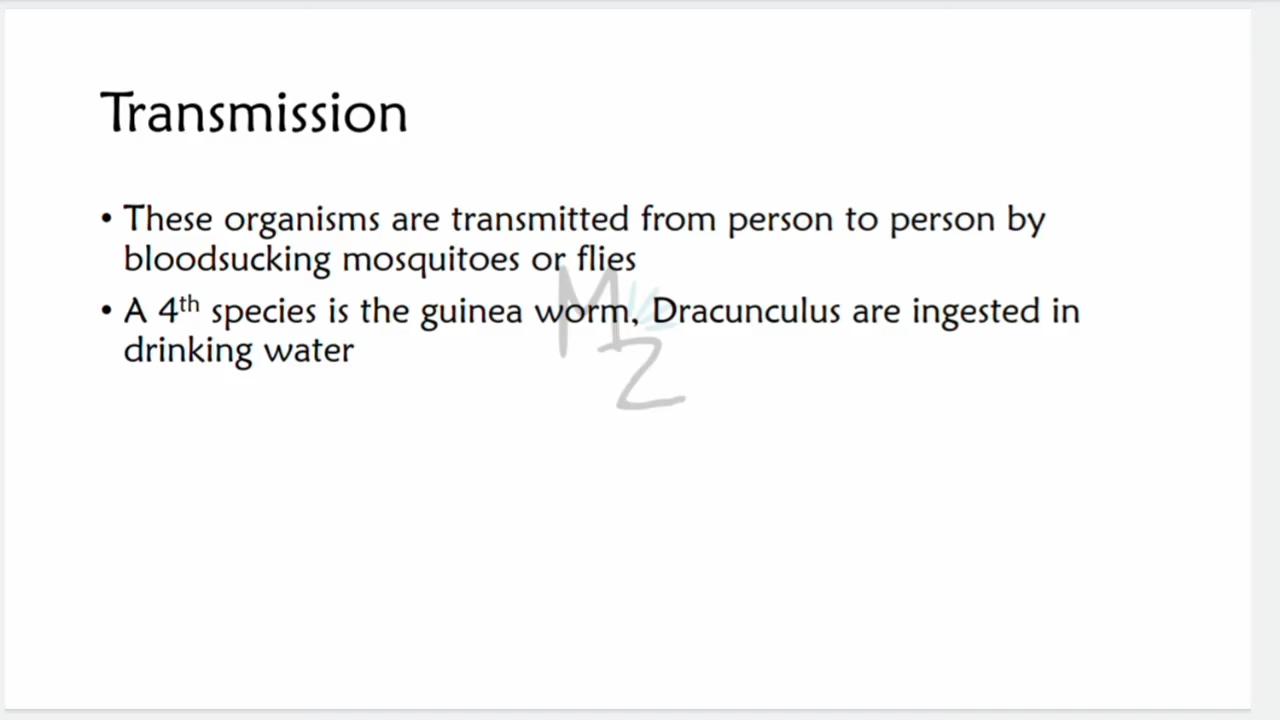 Transmission
• These organisms are transmitted from person to person by
bloodsucking mosquitoes or flies
• A 4th species is the guinea worm, Dracunculus are ingested in
drinking water
M
Z